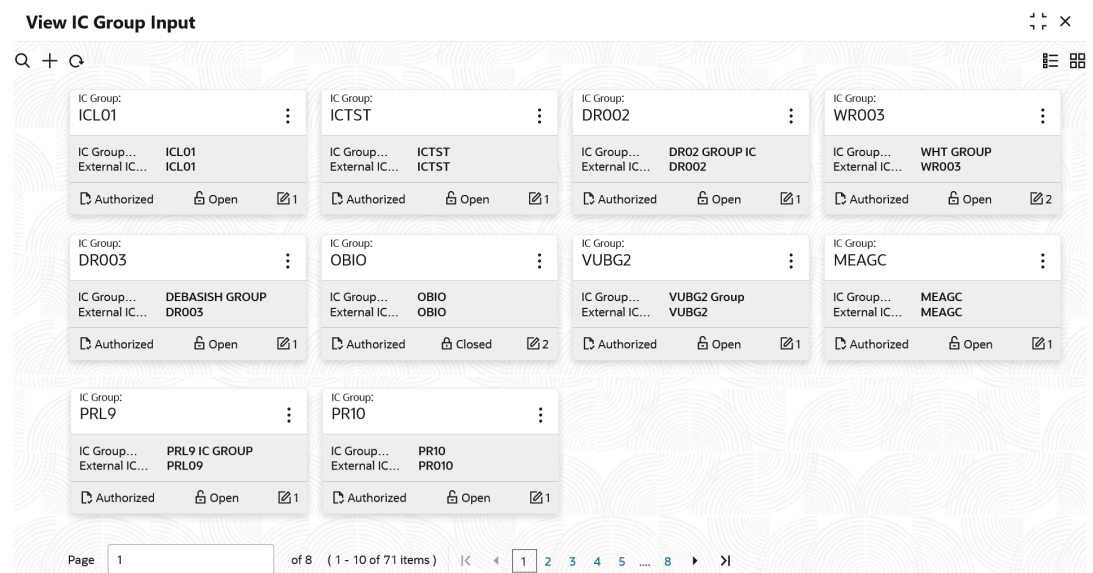 View IC Group Input
IC Group:
ICL01
IC Group... ICL01
External IC... ICL01
Authorized Open 1
IC Group:
ICTST
IC Group... ICTST
External IC... ICTST
Authorized Open 1
IC Group:
DR002
IC Group... DR02 GROUP IC
External IC... DR002
Authorized Open 1
IC Group:
WR003
IC Group... WHT GROUP
External IC... WR003
Authorized Open 2
IC Group:
DR003
IC Group... DEBASISH GROUP
External IC... DR003
Authorized Open 1
IC Group:
OBIO
IC Group... OBIO
External IC... OBIO
Authorized Closed 2
IC Group:
VUBG2
IC Group... VUBG2 Group
External IC... VUBG2
Authorized Open 1
IC Group:
MEAGC
IC Group... MEAGC
External IC... MEAGC
Authorized Open 1
IC Group:
PRL9
IC Group... PRL9 IC GROUP
External IC... PRL09
Authorized Open 1
IC Group:
PR10
IC Group... PR10
External IC... PR010
Authorized Open 1
Page 1 of 8 ( 1 - 10 of 71 items ) 1 2 3 4 5 .... 8